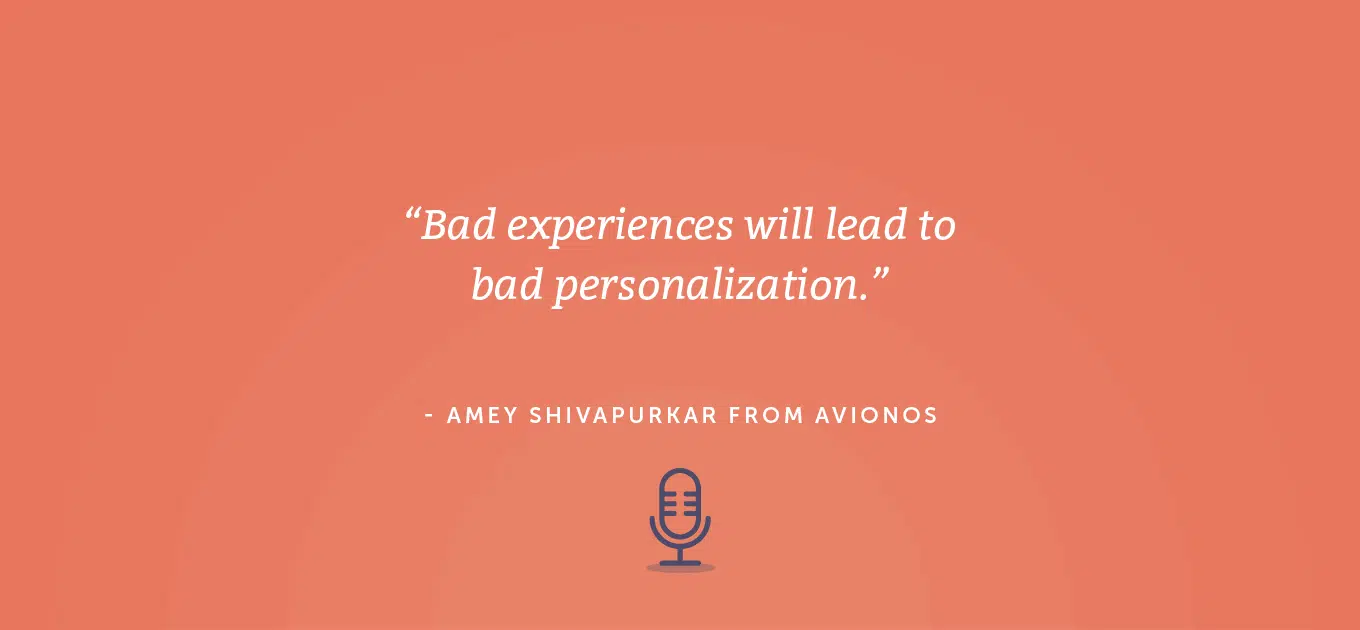 “Bad experiences will lead to
bad personalization.”
- AMEY SHIVAPURKAR FROM AVIONOS